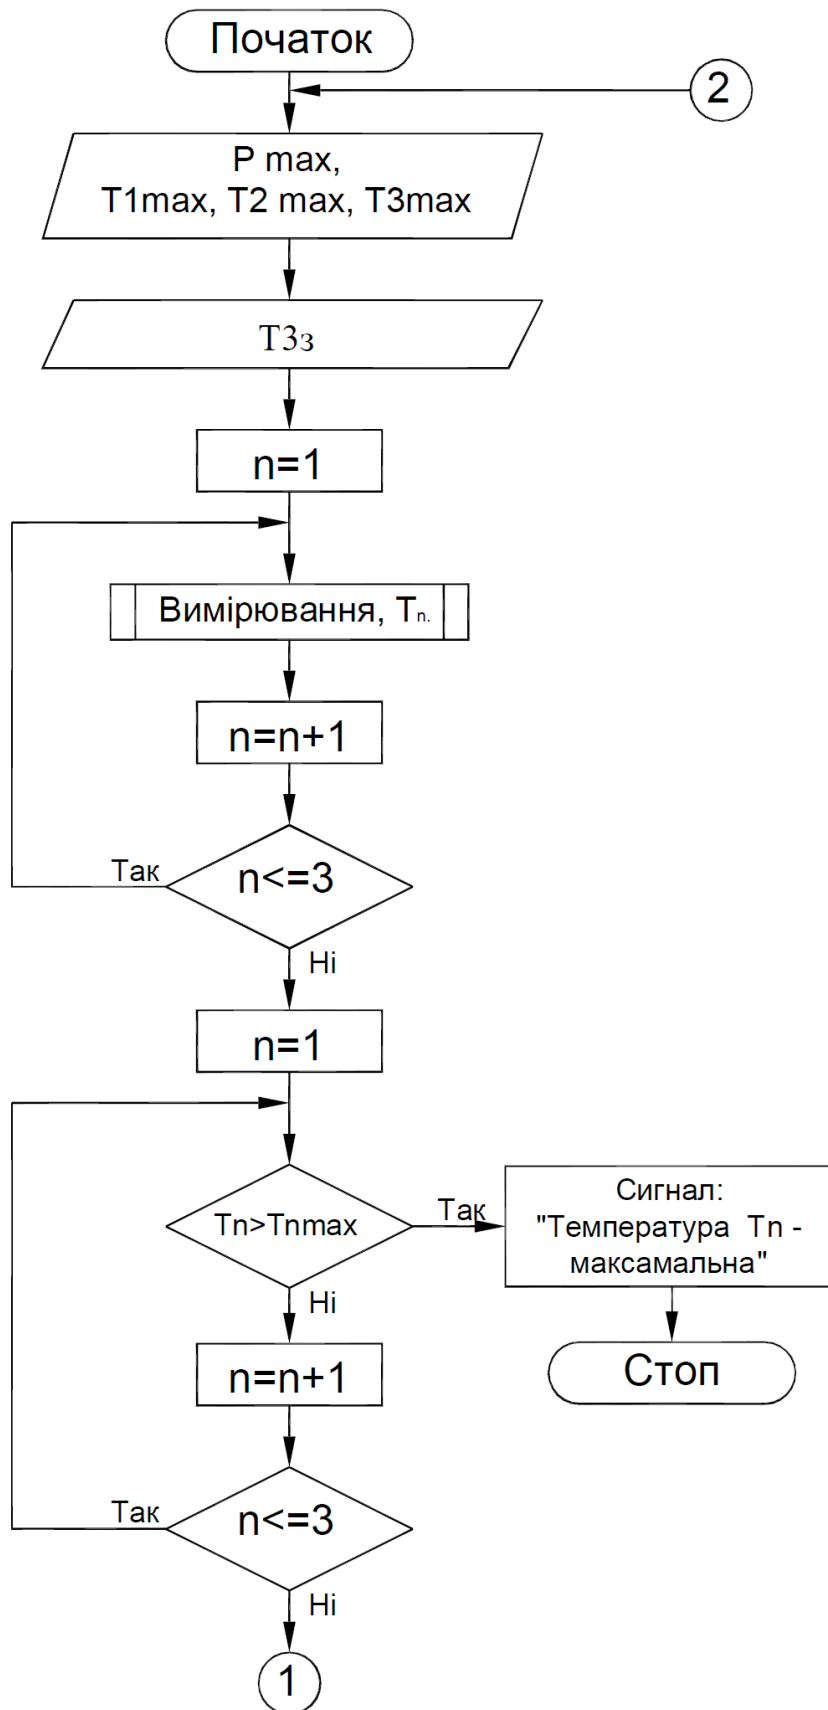 Початок
2
P max,
T1max, T2 max, T3max
Т3з
n=1
Вимірювання, Tn.
n=n+1
n<=3
Так
Ні
n=1
Tn>Tnmax
Так
Ні
Сигнал:
"Температура Tn -
максамальна"
Стоп
n=n+1
n<=3
Так
Ні
1